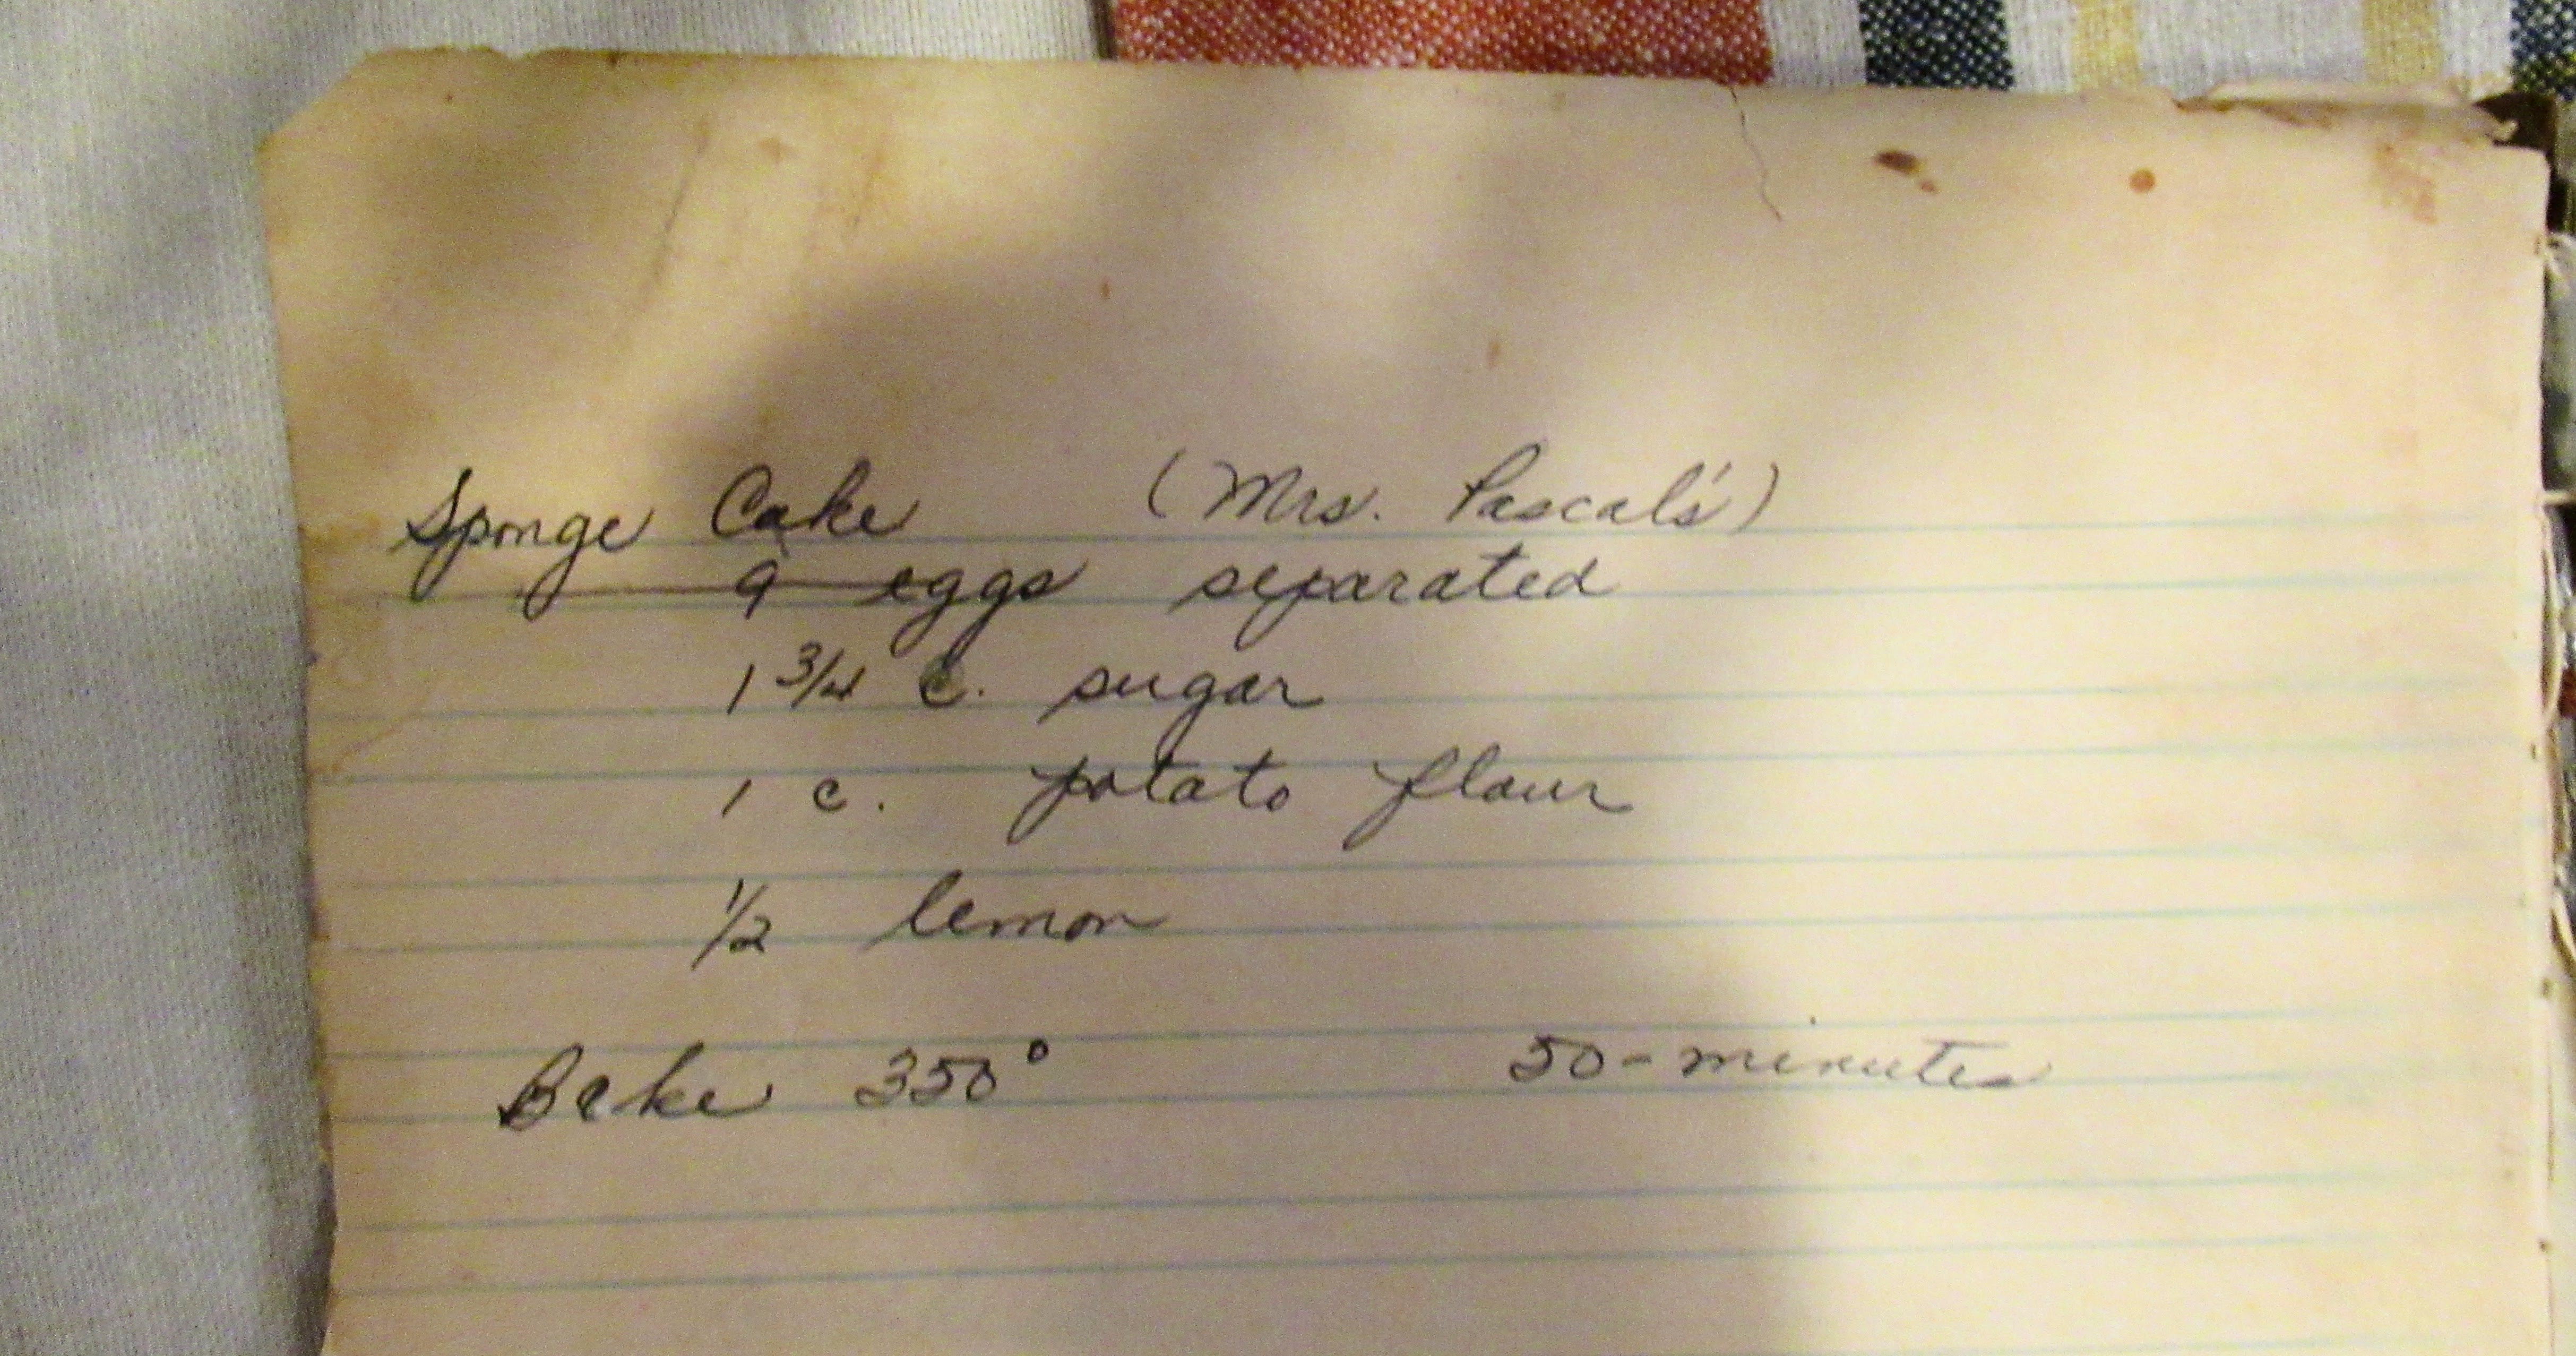 Sponge Cake (Mrs. Pascal's)
9 eggs separated
1 3/4 c. sugar
1 c. potato flour
1/2 lemon
Bake 350° 50-minutes